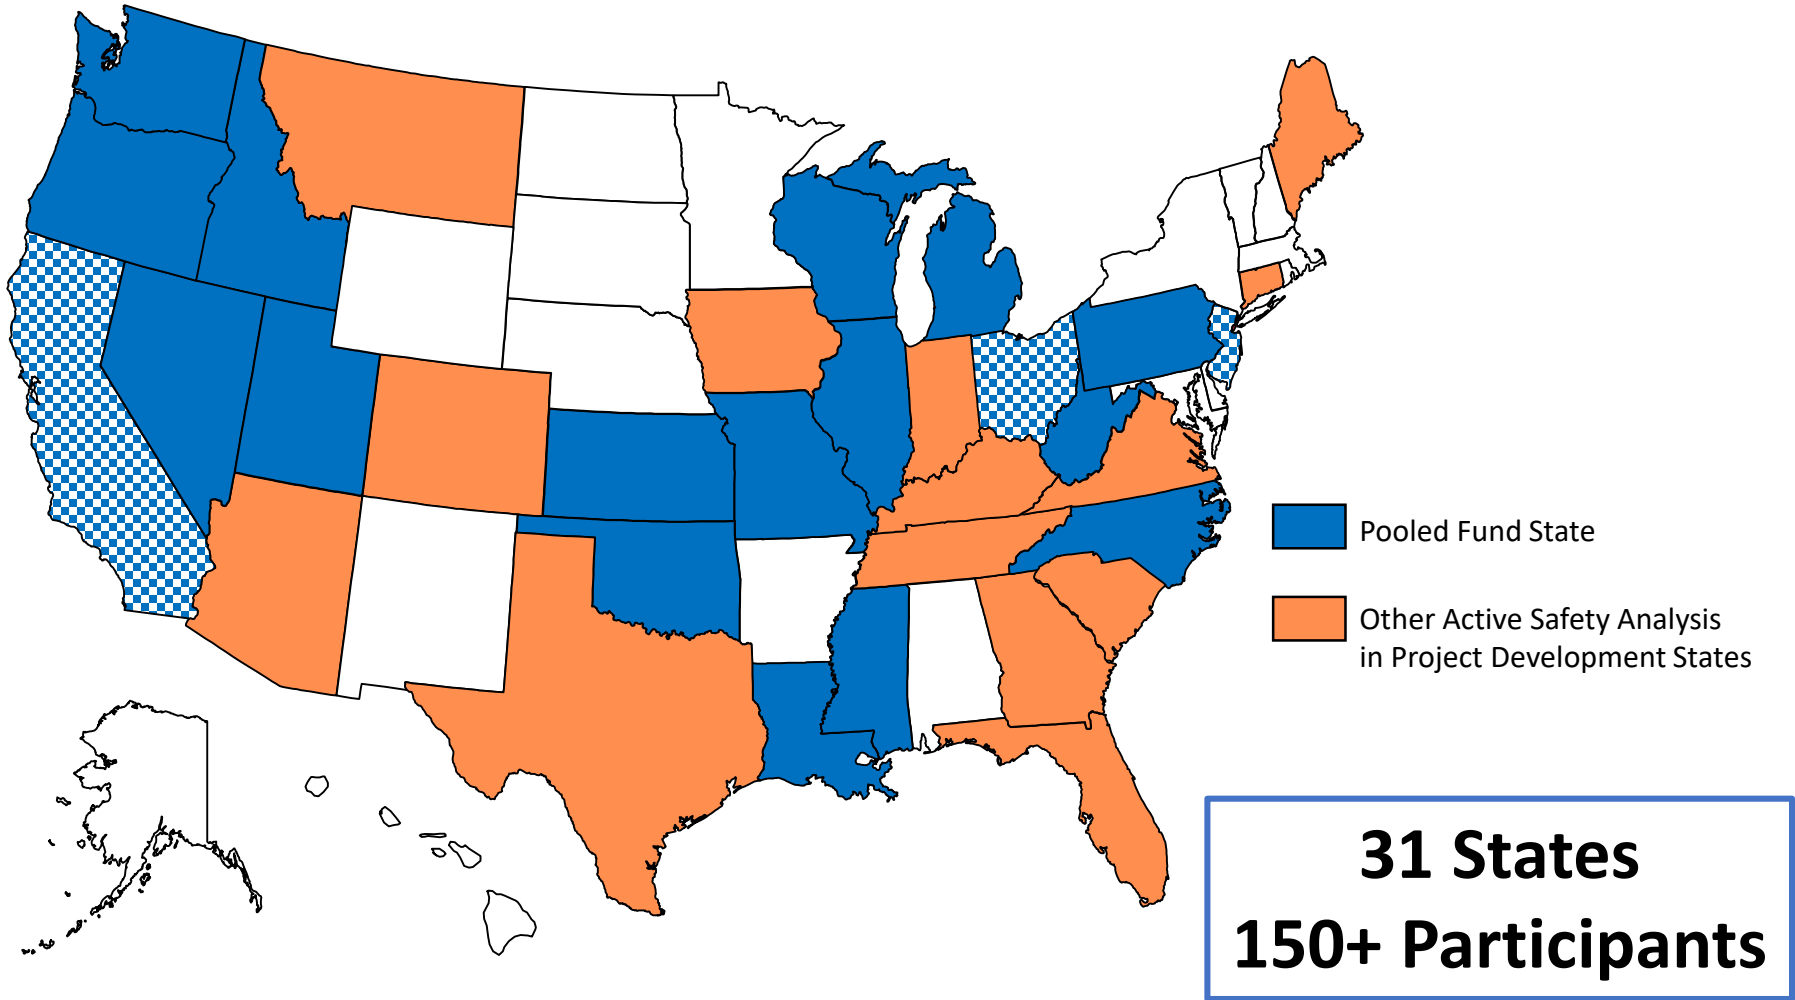 Pooled Fund State
Other Active Safety Analysis
in Project Development States
31 States
150+ Participants